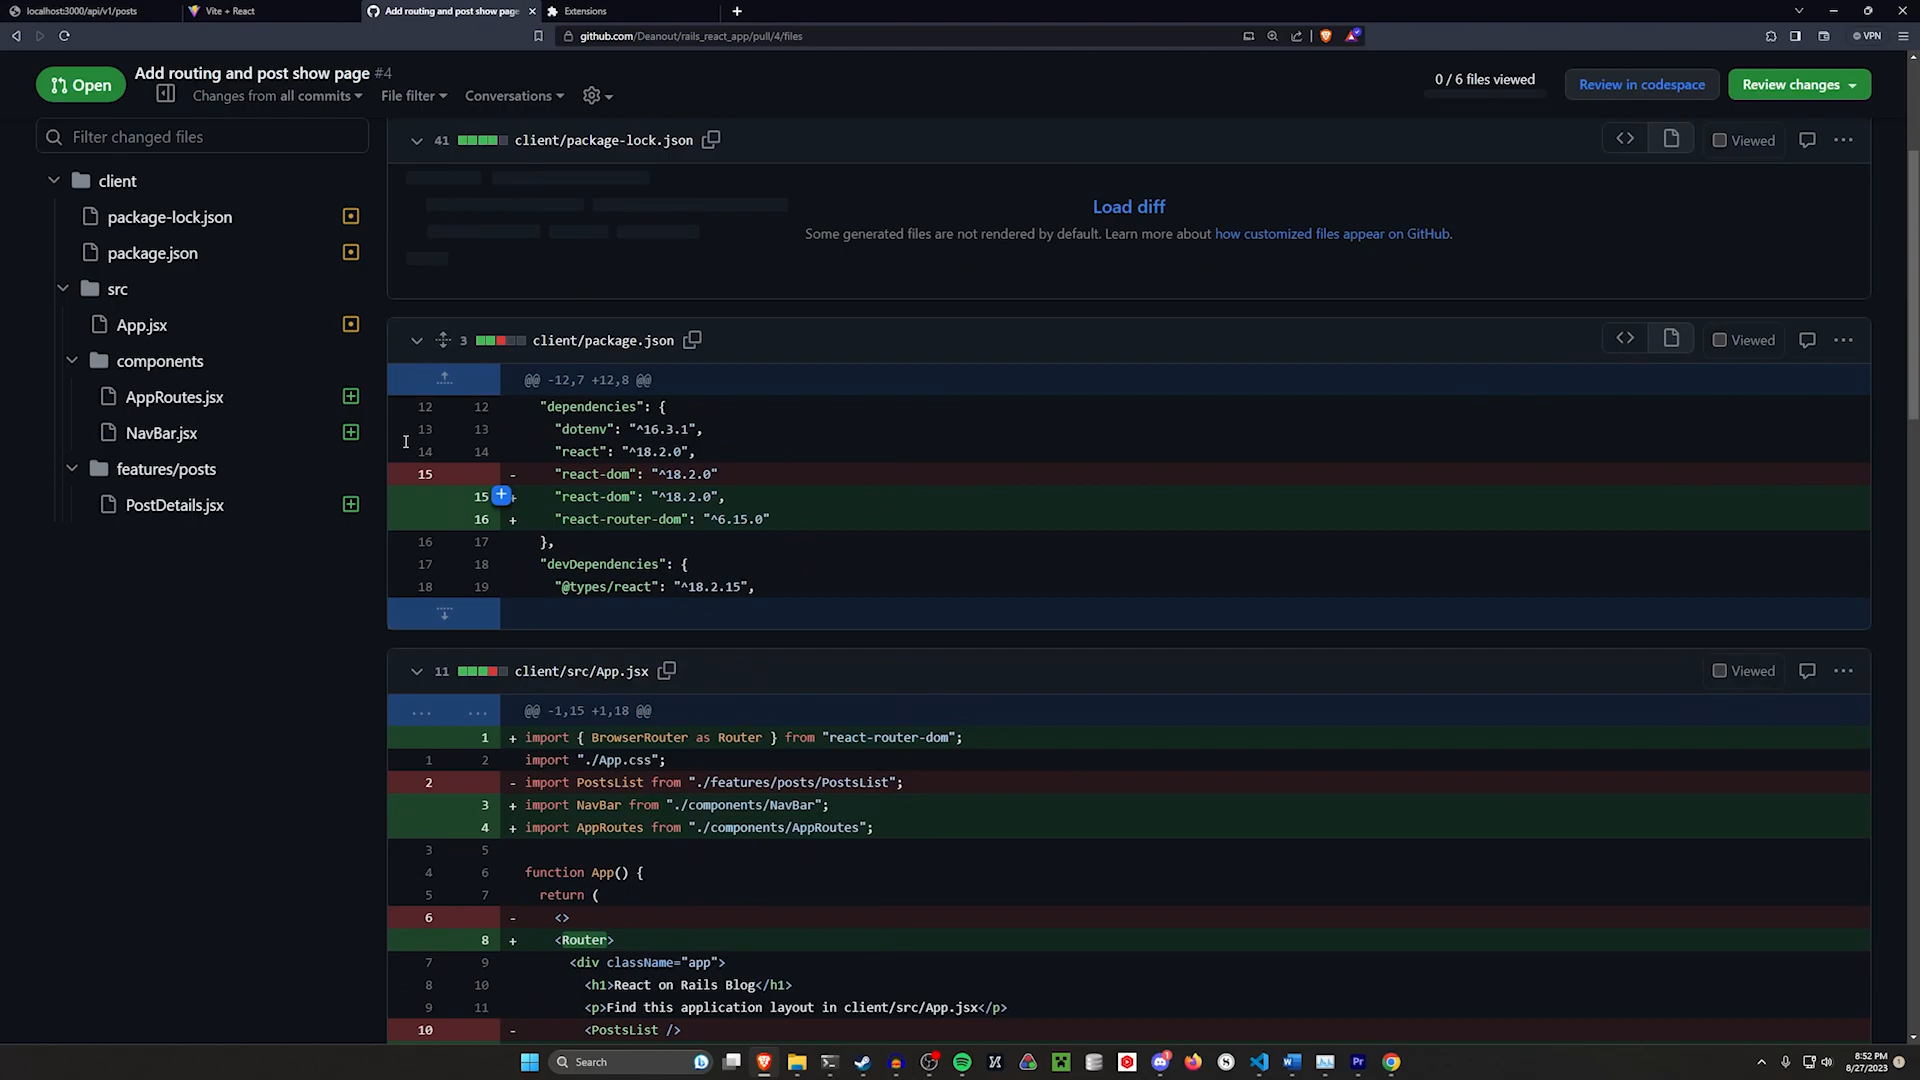 localhost:3000/api/v1/posts
Vite + React
Add routing and post show page
Extensions
github.com/Deanout/rails_react_app/pull/4/files
VPN
Open
Add routing and post show page #4
Changes from all commits
File filter
Conversations
0 / 6 files viewed
Review in codespace
Review changes
Filter changed files
client
package-lock.json
package.json
src
App.jsx
components
AppRoutes.jsx
NavBar.jsx
features/posts
PostDetails.jsx
41 client/package-lock.json
Viewed
Load diff
Some generated files are not rendered by default. Learn more about how customized files appear on GitHub.
3 client/package.json
Viewed
@@ -12,7 +12,8 @@
12 12 "dependencies": {
13 13 "dotenv": "^16.3.1",
14 14 "react": "^18.2.0",
15 - "react-dom": "^18.2.0"
15 + "react-dom": "^18.2.0",
16 + "react-router-dom": "^6.15.0"
16 17 },
17 18 "devDependencies": {
18 19 "@types/react": "^18.2.15",
11 client/src/App.jsx
Viewed
@@ -1,15 +1,18 @@
1 + import { BrowserRouter as Router } from "react-router-dom";
1 2 import "./App.css";
2 - import PostsList from "./features/posts/PostsList";
3 + import NavBar from "./components/NavBar";
4 + import AppRoutes from "./components/AppRoutes";
3 5
4 6 function App() {
5 7 return (
6 - <>
8 + <Router>
7 9 <div className="app">
8 10 <h1>React on Rails Blog</h1>
9 11 <p>Find this application layout in client/src/App.jsx</p>
10 - <PostsList />
Search
8:52 PM
8/27/2023